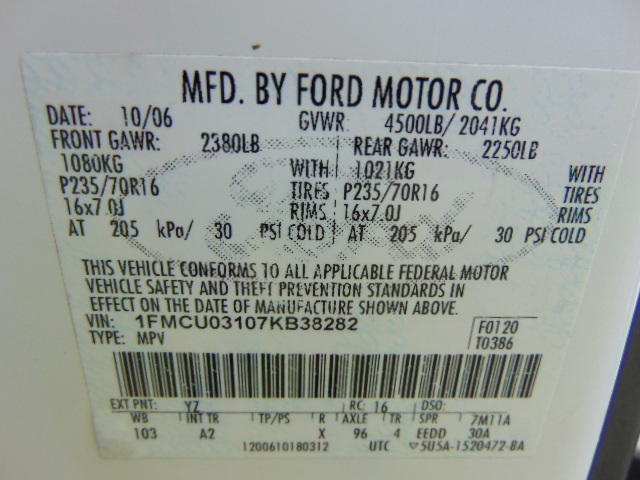 MFD. BY FORD MOTOR CO.
DATE: 10/06 GVWR: 4500LB/ 2041KG
FRONT GAWR: 2380LB REAR GAWR: 2250LB
1080KG WITH 1021KG WITH
P235/70R16 TIRES P235/70R16 TIRES
16x7.0J RIMS 16x7.0J RIMS
AT 205 kPa/ 30 PSI COLD AT 205 kPa/ 30 PSI COLD
THIS VEHICLE CONFORMS TO ALL APPLICABLE FEDERAL MOTOR
VEHICLE SAFETY AND THEFT PREVENTION STANDARDS IN
EFFECT ON THE DATE OF MANUFACTURE SHOWN ABOVE.
VIN: 1FMCU03107KB38282 F0120
TYPE: MPV T0386
EXT PNT: YZ RC: 16 DSO:
WB INT TR TP/PS R AXLE TR SPR 7M11A
103 A2 X 96 4 EEDD 30A
1200610180312 UTC ▽5U5A-1520472-BA